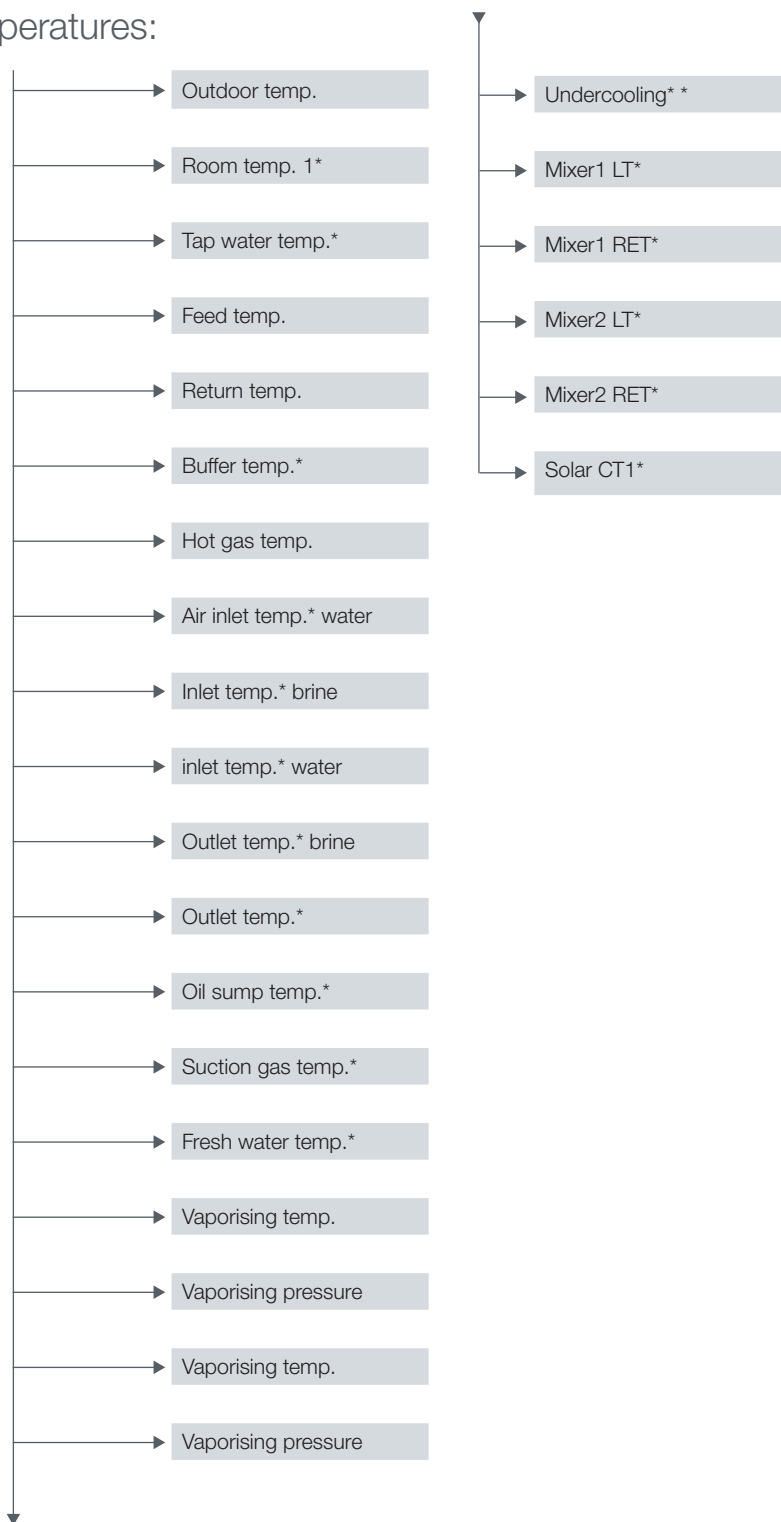 peratures:
Outdoor temp.
Room temp. 1*
Tap water temp.*
Feed temp.
Return temp.
Buffer temp.*
Hot gas temp.
Air inlet temp.* water
Inlet temp.* brine
inlet temp.* water
Outlet temp.* brine
Outlet temp.*
Oil sump temp.*
Suction gas temp.*
Fresh water temp.*
Vaporising temp.
Vaporising pressure
Vaporising temp.
Vaporising pressure
Undercooling* *
Mixer1 LT*
Mixer1 RET*
Mixer2 LT*
Mixer2 RET*
Solar CT1*